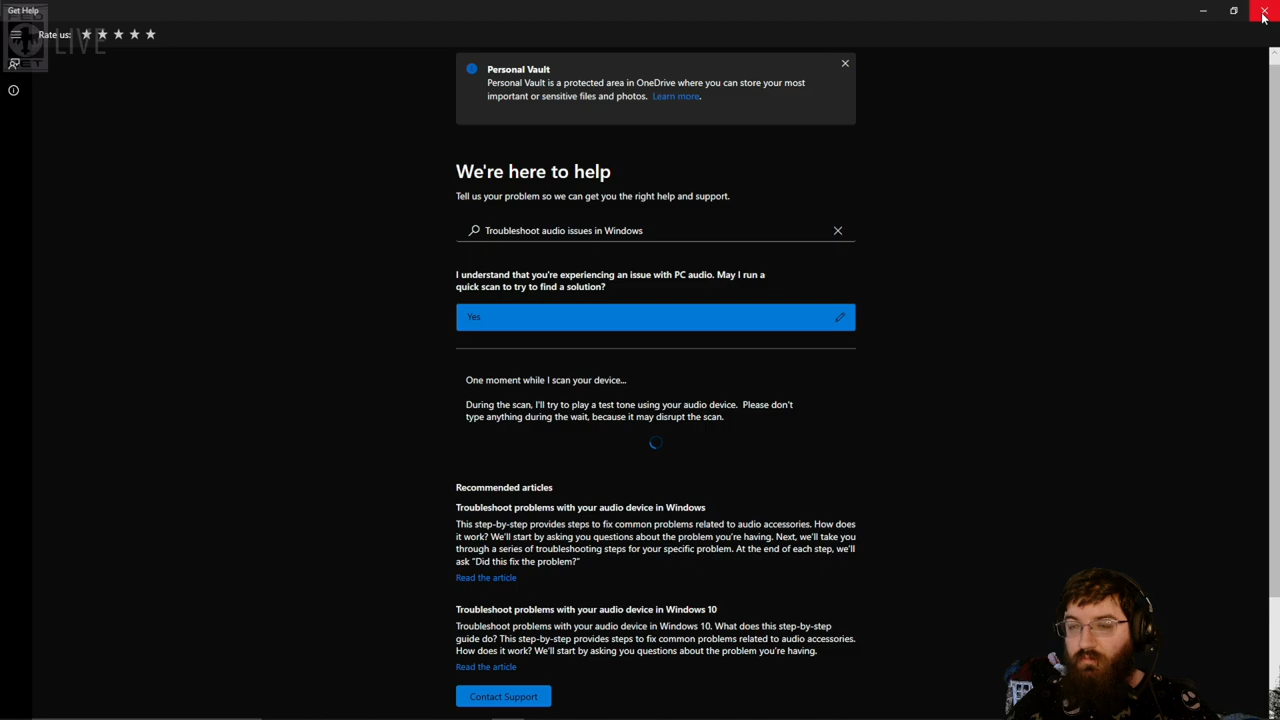 Get Help
Rate us:
LIVE
Personal Vault
Personal Vault is a protected area in OneDrive where you can store your most
important or sensitive files and photos. Learn more.
We're here to help
Tell us your problem so we can get you the right help and support.
Troubleshoot audio issues in Windows
I understand that you're experiencing an issue with PC audio. May I run a
quick scan to try to find a solution?
Yes
One moment while I scan your device...
During the scan, I'll try to play a test tone using your audio device. Please don't
type anything during the wait, because it may disrupt the scan.
Recommended articles
Troubleshoot problems with your audio device in Windows
This step-by-step provides steps to fix common problems related to audio accessories. How does
it work? We'll start by asking you questions about the problem you're having. Next, we'll take you
through a series of troubleshooting steps for your specific problem. At the end of each step, we'll
ask "Did this fix the problem?"
Read the article
Troubleshoot problems with your audio device in Windows 10
Troubleshoot problems with your audio device in Windows 10. What does this step-by-step
guide do? This step-by-step provides steps to fix common problems related to audio accessories.
How does it work? We'll start by asking you questions about the problem you're having.
Read the article
Contact Support